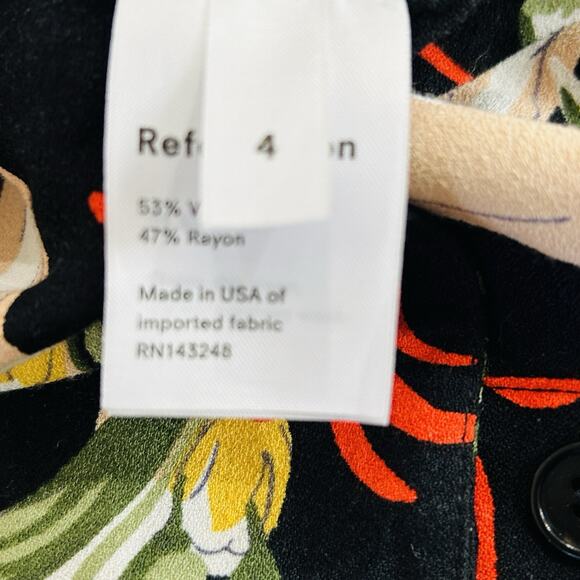 Ref 4 n
53% V
47% Rayon
Made in USA of
imported fabric
RN143248